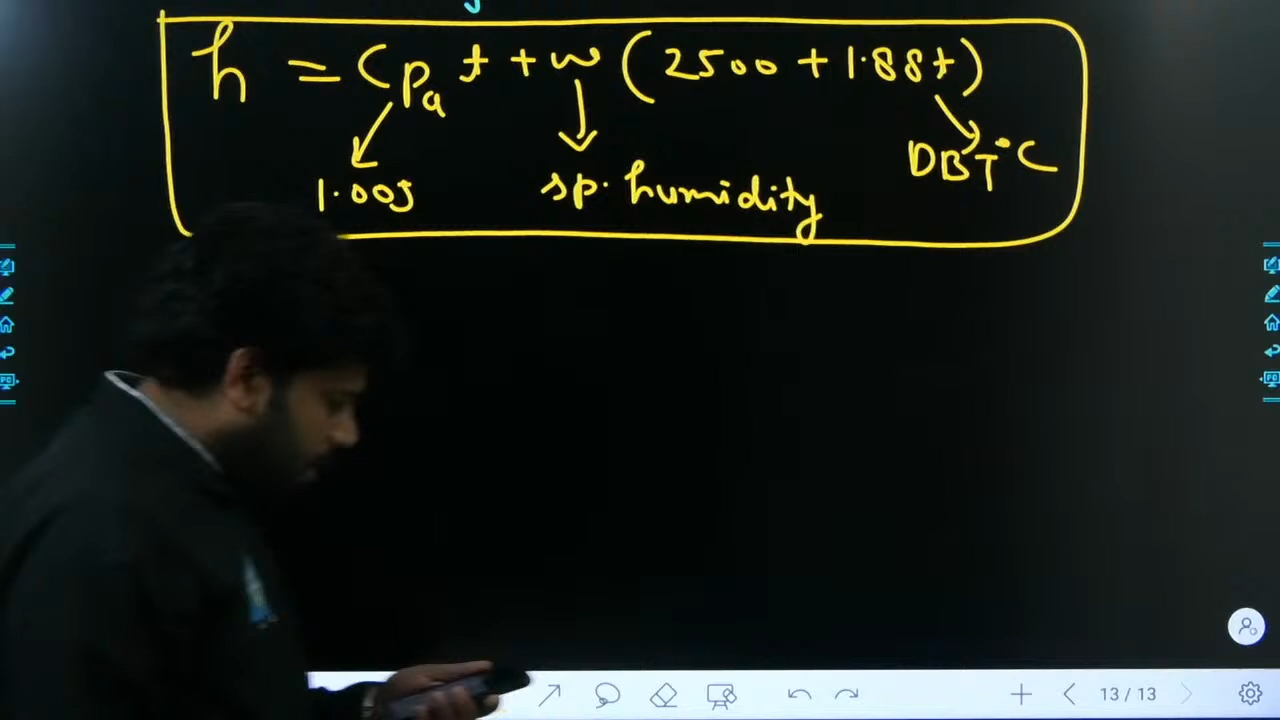 h = Cpₐ t + w (2500 + 1.88t)
1.005 sp. humidity DBT°C
13 / 13